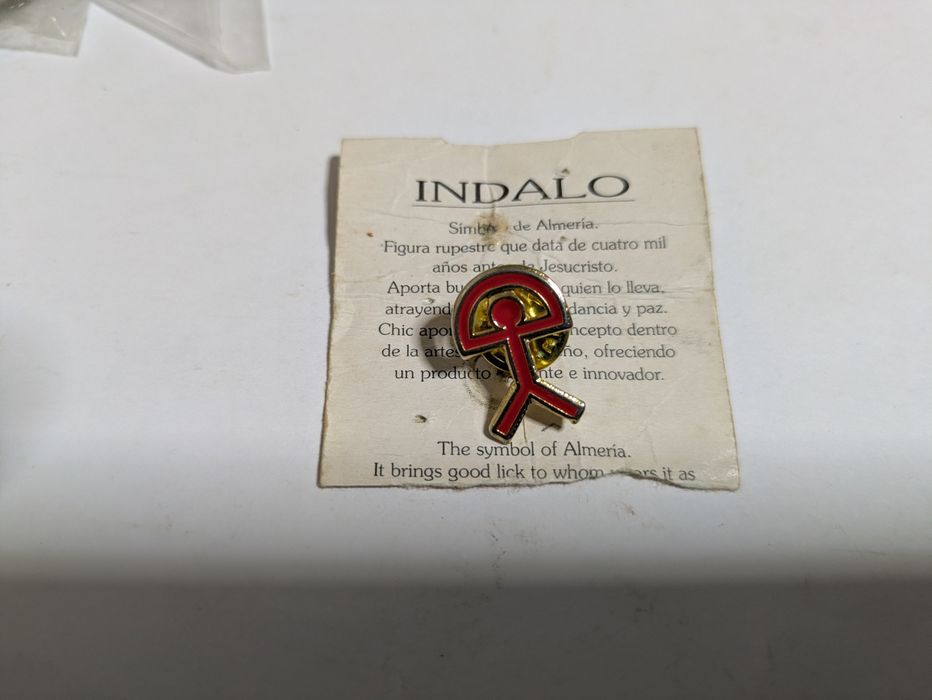 INDALO
de Almería.
Figura rupestre que data de cuatro mil
años Jesucristo.
Aporta quien lo lleva,
y paz.
Chic dentro
de la ofreciendo
un producto e innovador.
The symbol of Almería.
It brings good lick to whom it as